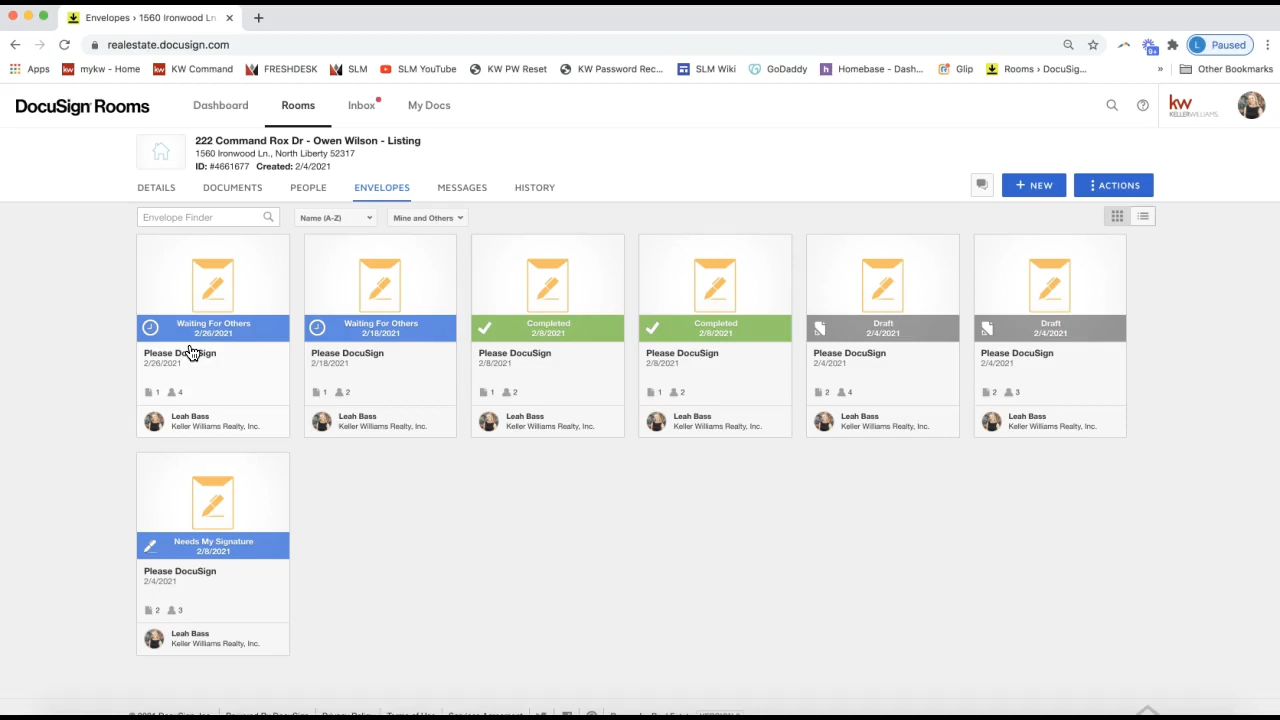 Envelopes › 1560 Ironwood Ln
realestate.docusign.com
L Paused
Apps mykw - Home KW Command FRESHDESK SLM SLM YouTube KW PW Reset KW Password Rec... SLM Wiki GoDaddy Homebase - Dash... Glip Rooms › DocuSig... » Other Bookmarks
9+
DocuSign Rooms Dashboard Rooms Inbox My Docs
kw
KELLERWILLIAMS.
222 Command Rox Dr - Owen Wilson - Listing
1560 Ironwood Ln., North Liberty 52317
ID: #4661677 Created: 2/4/2021
DETAILS DOCUMENTS PEOPLE ENVELOPES MESSAGES HISTORY + NEW ACTIONS
Envelope Finder Name (A-Z) Mine and Others
Waiting For Others Waiting For Others Completed Completed Draft Draft
2/26/2021 2/18/2021 2/8/2021 2/8/2021 2/4/2021 2/4/2021
Please DocuSign Please DocuSign Please DocuSign Please DocuSign Please DocuSign Please DocuSign
2/26/2021 2/18/2021 2/8/2021 2/8/2021 2/4/2021 2/4/2021
1 4 1 2 1 2 1 2 2 4 2 3
Leah Bass Leah Bass Leah Bass Leah Bass Leah Bass Leah Bass
Keller Williams Realty, Inc. Keller Williams Realty, Inc. Keller Williams Realty, Inc. Keller Williams Realty, Inc. Keller Williams Realty, Inc. Keller Williams Realty, Inc.
Needs My Signature
2/8/2021
Please DocuSign
2/4/2021
2 3
Leah Bass
Keller Williams Realty, Inc.